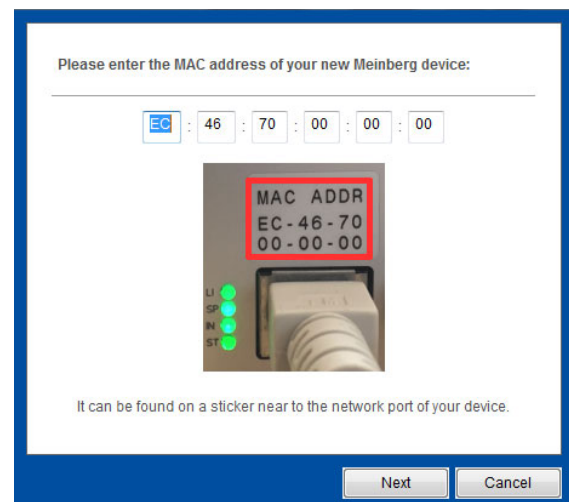 Please enter the MAC address of your new Meinberg device:
EC : 46 : 70 : 00 : 00 : 00
MAC ADDR
EC-46-70
00-00-00
LI
SP
IN
ST
It can be found on a sticker near to the network port of your device.
Next Cancel